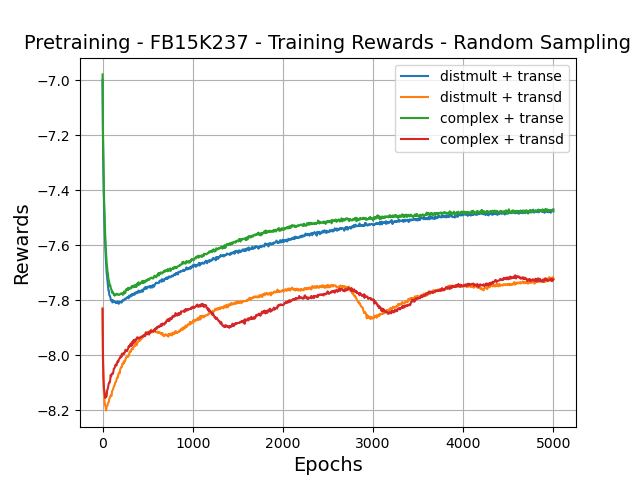 Pretraining - FB15K237 - Training Rewards - Random Sampling
distmult + transe
distmult + transd
complex + transe
complex + transd
Rewards
−7.0
−7.2
−7.4
−7.6
−7.8
−8.0
−8.2
0 1000 2000 3000 4000 5000
Epochs